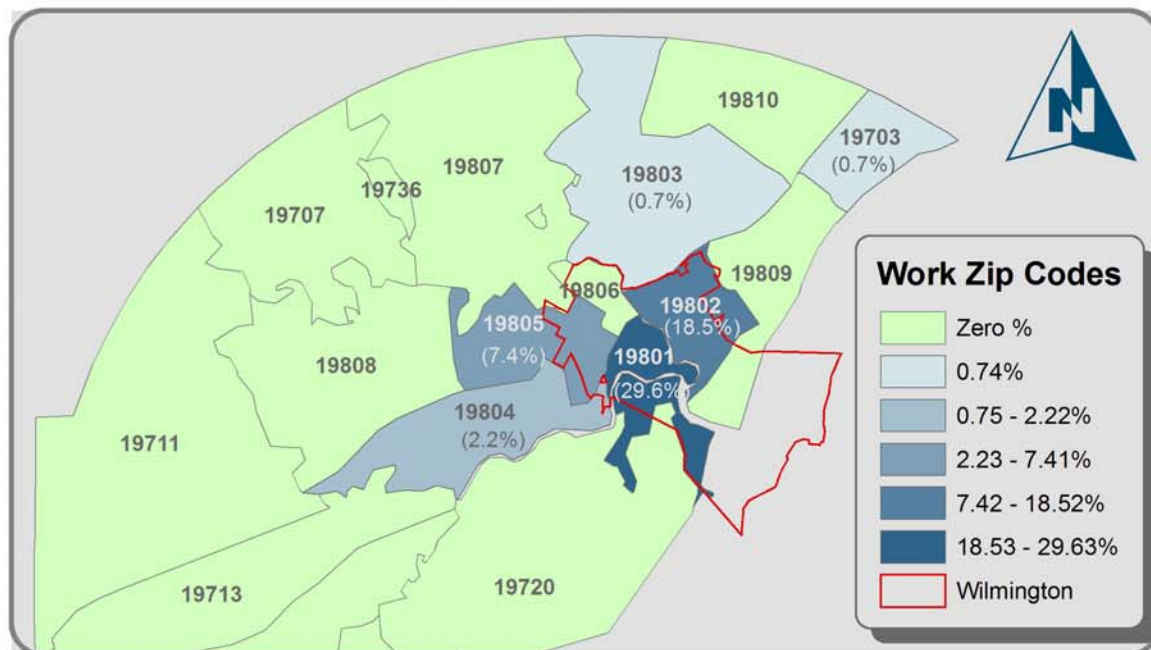 19810
19703
(0.7%)
19807
19803
(0.7%)
19736
19707
19809
19806
19802
(18.5%)
19805
(7.4%)
19801
(29.6%)
19808
19804
(2.2%)
19711
19720
19713
N
Work Zip Codes
Zero %
0.74%
0.75 - 2.22%
2.23 - 7.41%
7.42 - 18.52%
18.53 - 29.63%
Wilmington